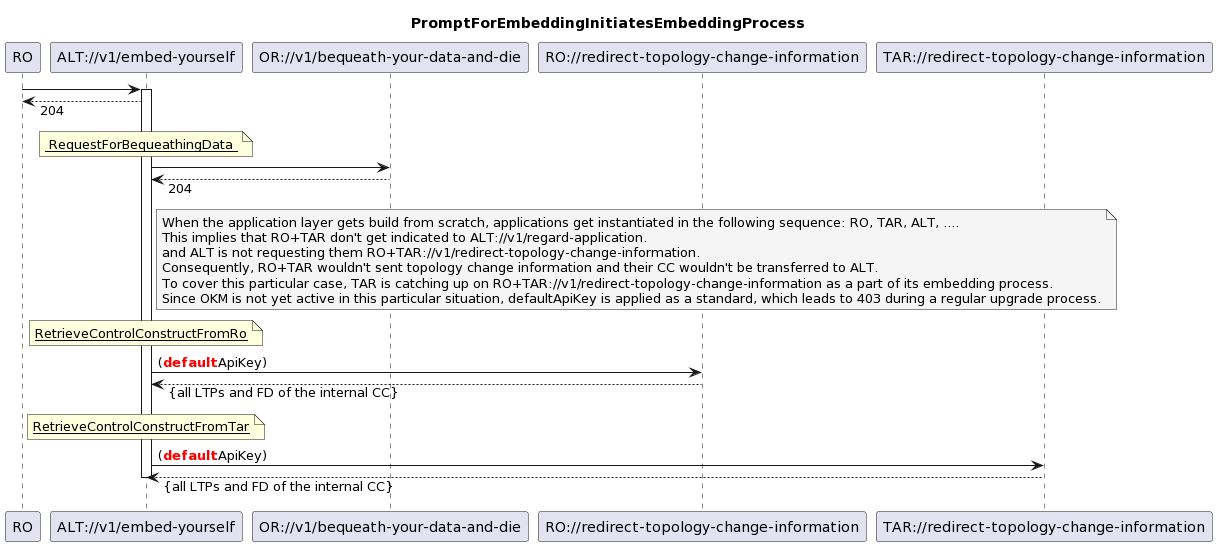 PromptForEmbeddingInitiatesEmbeddingProcess
RO
ALT://v1/embed-yourself
OR://v1/bequeath-your-data-and-die
RO://redirect-topology-change-information
TAR://redirect-topology-change-information
204
RequestForBequeathingData
204
When the application layer gets build from scratch, applications get instantiated in the following sequence: RO, TAR, ALT, ....
This implies that RO+TAR don't get indicated to ALT://v1/regard-application.
and ALT is not requesting them RO+TAR://v1/redirect-topology-change-information.
Consequently, RO+TAR wouldn't sent topology change information and their CC wouldn't be transferred to ALT.
To cover this particular case, TAR is catching up on RO+TAR://v1/redirect-topology-change-information as a part of its embedding process.
Since OKM is not yet active in this particular situation, defaultApiKey is applied as a standard, which leads to 403 during a regular upgrade process.
RetrieveControlConstructFromRo
(defaultApiKey)
{all LTPs and FD of the internal CC}
RetrieveControlConstructFromTar
(defaultApiKey)
{all LTPs and FD of the internal CC}
RO
ALT://v1/embed-yourself
OR://v1/bequeath-your-data-and-die
RO://redirect-topology-change-information
TAR://redirect-topology-change-information